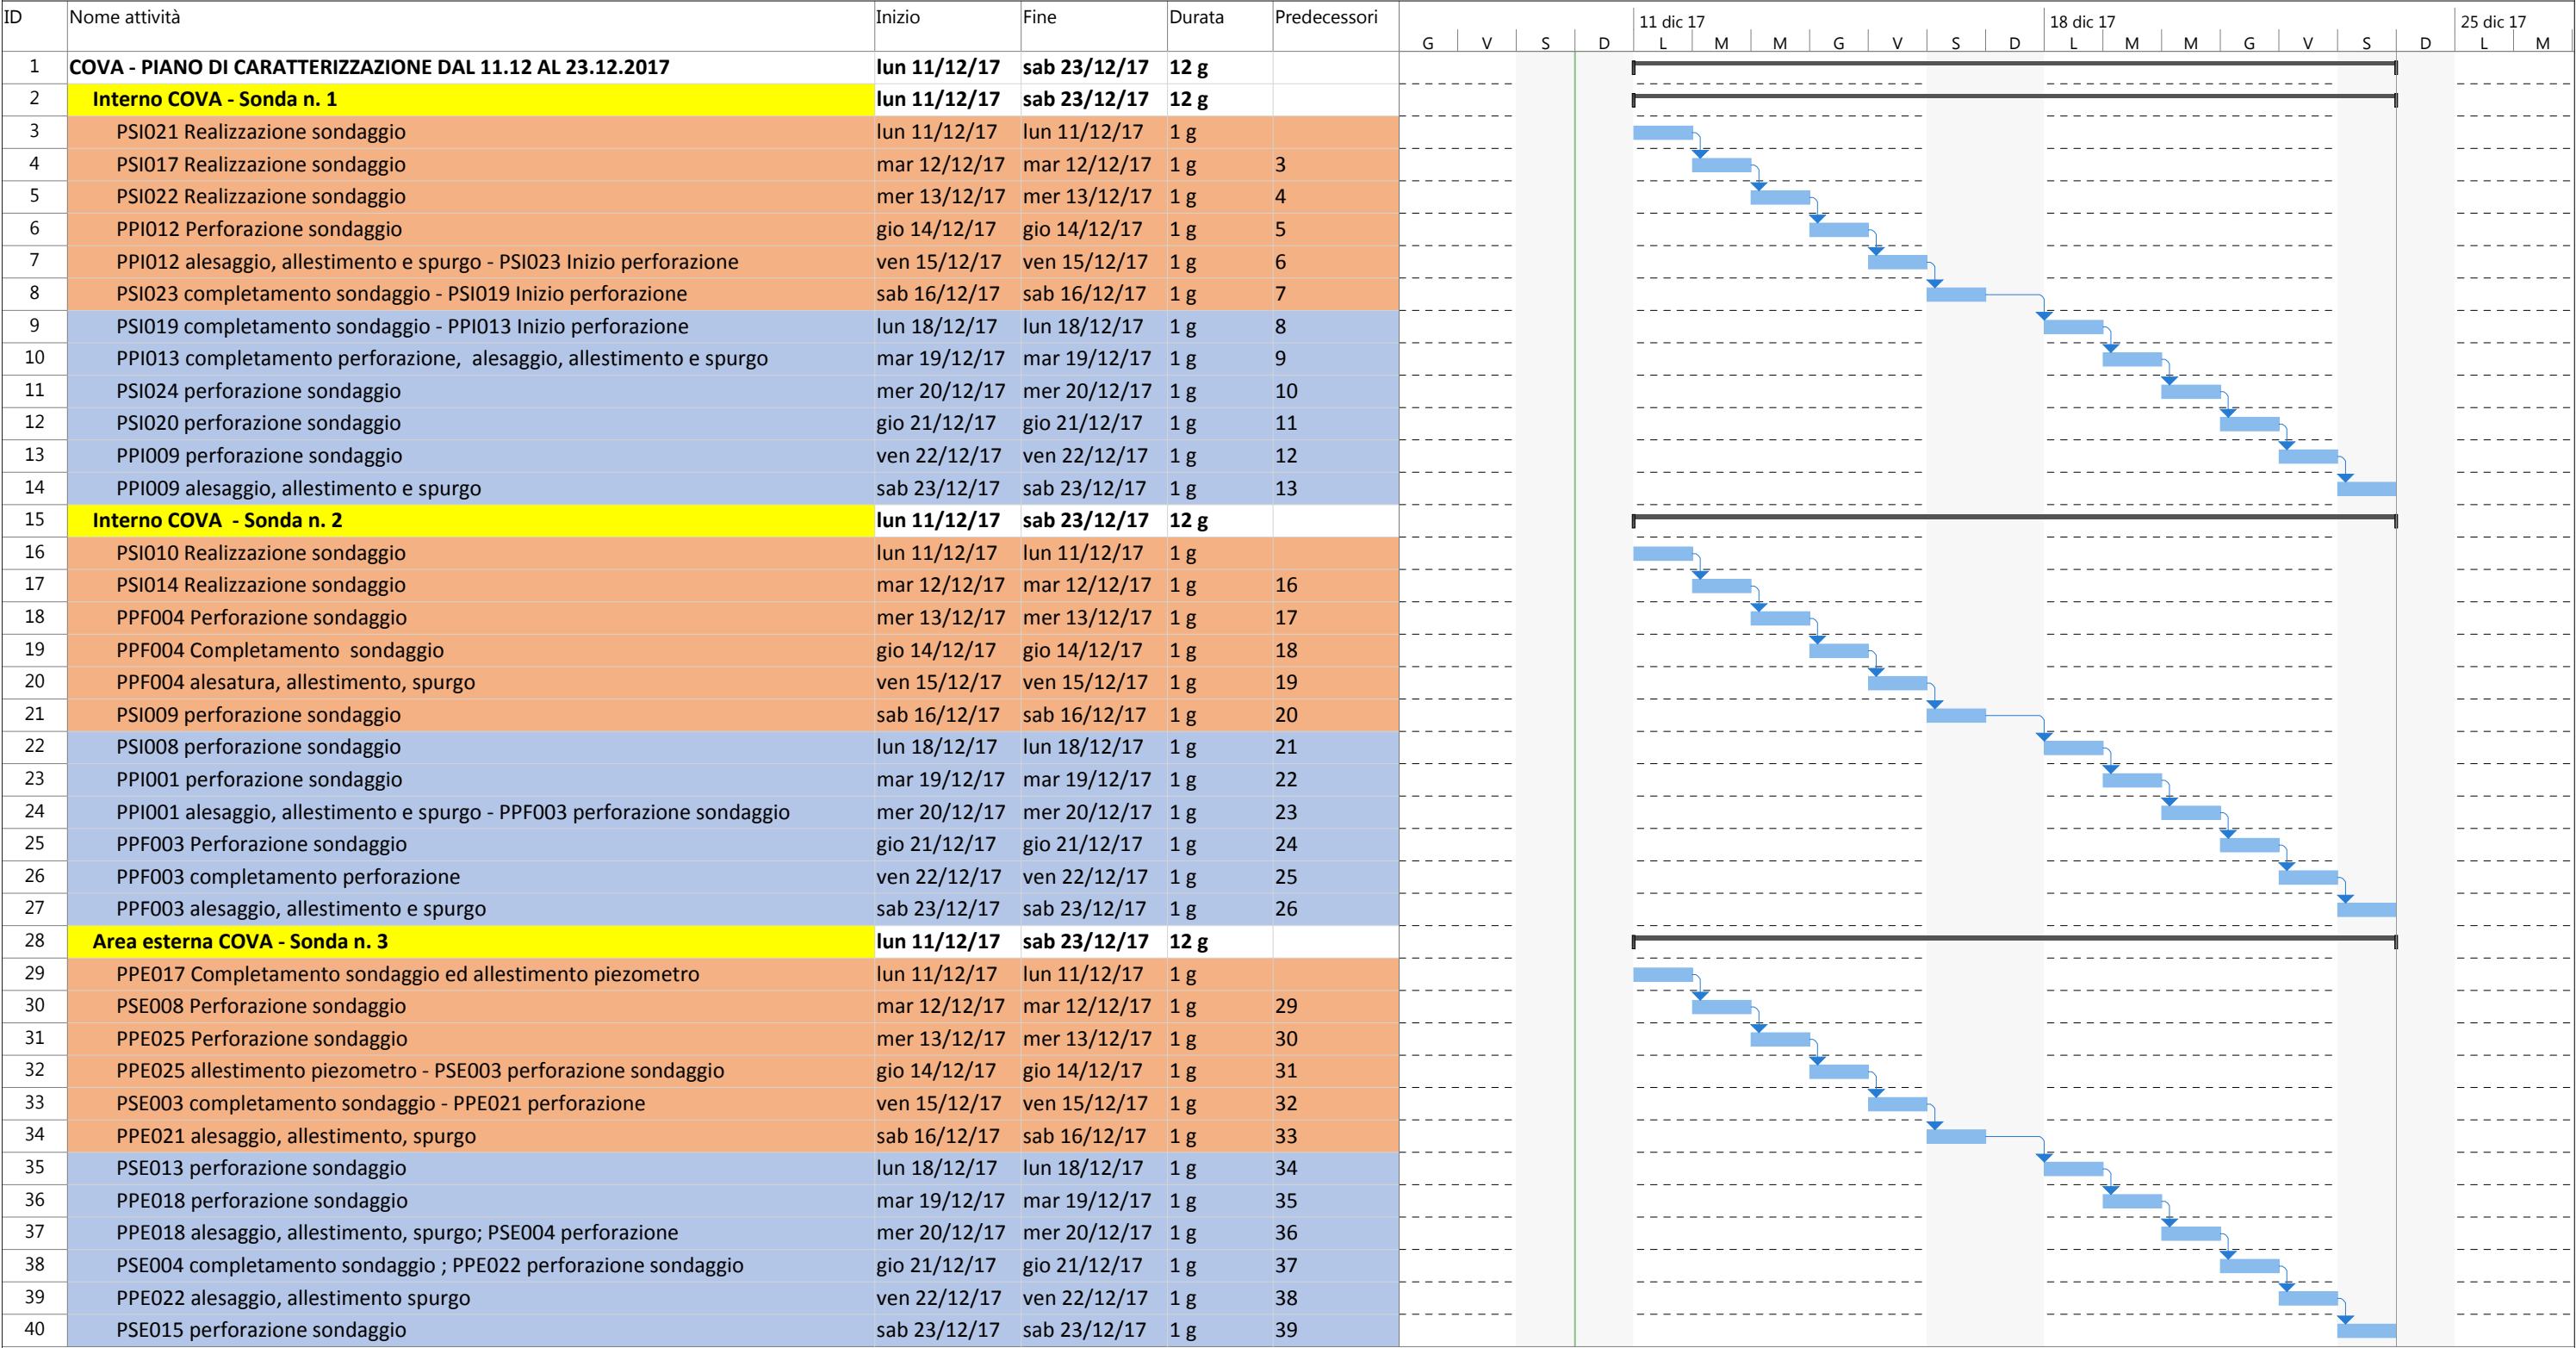 ID Nome attività Inizio Fine Durata Predecessori 11 dic 17 18 dic 17 25 dic 17
G V S D L M M G V S D L M M G V S D L M
1 COVA - PIANO DI CARATTERIZZAZIONE DAL 11.12 AL 23.12.2017 lun 11/12/17 sab 23/12/17 12 g
2 Interno COVA - Sonda n. 1 lun 11/12/17 sab 23/12/17 12 g
3 PSI021 Realizzazione sondaggio lun 11/12/17 lun 11/12/17 1 g
4 PSI017 Realizzazione sondaggio mar 12/12/17 mar 12/12/17 1 g 3
5 PSI022 Realizzazione sondaggio mer 13/12/17 mer 13/12/17 1 g 4
6 PPI012 Perforazione sondaggio gio 14/12/17 gio 14/12/17 1 g 5
7 PPI012 alesaggio, allestimento e spurgo - PSI023 Inizio perforazione ven 15/12/17 ven 15/12/17 1 g 6
8 PSI023 completamento sondaggio - PSI019 Inizio perforazione sab 16/12/17 sab 16/12/17 1 g 7
9 PSI019 completamento sondaggio - PPI013 Inizio perforazione lun 18/12/17 lun 18/12/17 1 g 8
10 PPI013 completamento perforazione, alesaggio, allestimento e spurgo mar 19/12/17 mar 19/12/17 1 g 9
11 PSI024 perforazione sondaggio mer 20/12/17 mer 20/12/17 1 g 10
12 PSI020 perforazione sondaggio gio 21/12/17 gio 21/12/17 1 g 11
13 PPI009 perforazione sondaggio ven 22/12/17 ven 22/12/17 1 g 12
14 PPI009 alesaggio, allestimento e spurgo sab 23/12/17 sab 23/12/17 1 g 13
15 Interno COVA - Sonda n. 2 lun 11/12/17 sab 23/12/17 12 g
16 PSI010 Realizzazione sondaggio lun 11/12/17 lun 11/12/17 1 g
17 PSI014 Realizzazione sondaggio mar 12/12/17 mar 12/12/17 1 g 16
18 PPF004 Perforazione sondaggio mer 13/12/17 mer 13/12/17 1 g 17
19 PPF004 Completamento sondaggio gio 14/12/17 gio 14/12/17 1 g 18
20 PPF004 alesatura, allestimento, spurgo ven 15/12/17 ven 15/12/17 1 g 19
21 PSI009 perforazione sondaggio sab 16/12/17 sab 16/12/17 1 g 20
22 PSI008 perforazione sondaggio lun 18/12/17 lun 18/12/17 1 g 21
23 PPI001 perforazione sondaggio mar 19/12/17 mar 19/12/17 1 g 22
24 PPI001 alesaggio, allestimento e spurgo - PPF003 perforazione sondaggio mer 20/12/17 mer 20/12/17 1 g 23
25 PPF003 Perforazione sondaggio gio 21/12/17 gio 21/12/17 1 g 24
26 PPF003 completamento perforazione ven 22/12/17 ven 22/12/17 1 g 25
27 PPF003 alesaggio, allestimento e spurgo sab 23/12/17 sab 23/12/17 1 g 26
28 Area esterna COVA - Sonda n. 3 lun 11/12/17 sab 23/12/17 12 g
29 PPE017 Completamento sondaggio ed allestimento piezometro lun 11/12/17 lun 11/12/17 1 g
30 PSE008 Perforazione sondaggio mar 12/12/17 mar 12/12/17 1 g 29
31 PPE025 Perforazione sondaggio mer 13/12/17 mer 13/12/17 1 g 30
32 PPE025 allestimento piezometro - PSE003 perforazione sondaggio gio 14/12/17 gio 14/12/17 1 g 31
33 PSE003 completamento sondaggio - PPE021 perforazione ven 15/12/17 ven 15/12/17 1 g 32
34 PPE021 alesaggio, allestimento, spurgo sab 16/12/17 sab 16/12/17 1 g 33
35 PSE013 perforazione sondaggio lun 18/12/17 lun 18/12/17 1 g 34
36 PPE018 perforazione sondaggio mar 19/12/17 mar 19/12/17 1 g 35
37 PPE018 alesaggio, allestimento, spurgo; PSE004 perforazione mer 20/12/17 mer 20/12/17 1 g 36
38 PSE004 completamento sondaggio ; PPE022 perforazione sondaggio gio 21/12/17 gio 21/12/17 1 g 37
39 PPE022 alesaggio, allestimento spurgo ven 22/12/17 ven 22/12/17 1 g 38
40 PSE015 perforazione sondaggio sab 23/12/17 sab 23/12/17 1 g 39